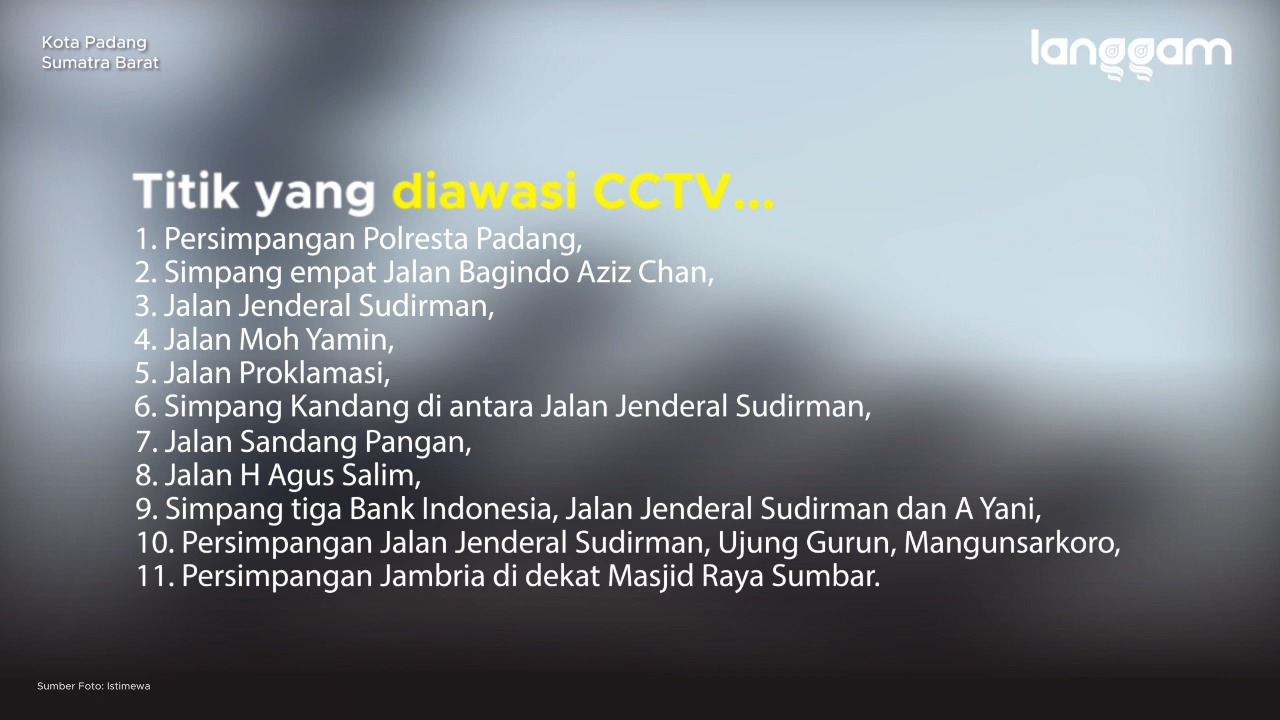 Kota Padang
Sumatra Barat
langgam
Titik yang diawasi CCTV...
1. Persimpangan Polresta Padang,
2. Simpang empat Jalan Bagindo Aziz Chan,
3. Jalan Jenderal Sudirman,
4. Jalan Moh Yamin,
5. Jalan Proklamasi,
6. Simpang Kandang di antara Jalan Jenderal Sudirman,
7. Jalan Sandang Pangan,
8. Jalan H Agus Salim,
9. Simpang tiga Bank Indonesia, Jalan Jenderal Sudirman dan A Yani,
10. Persimpangan Jalan Jenderal Sudirman, Ujung Gurun, Mangunsarkoro,
11. Persimpangan Jambria di dekat Masjid Raya Sumbar.
Sumber Foto: Istimewa